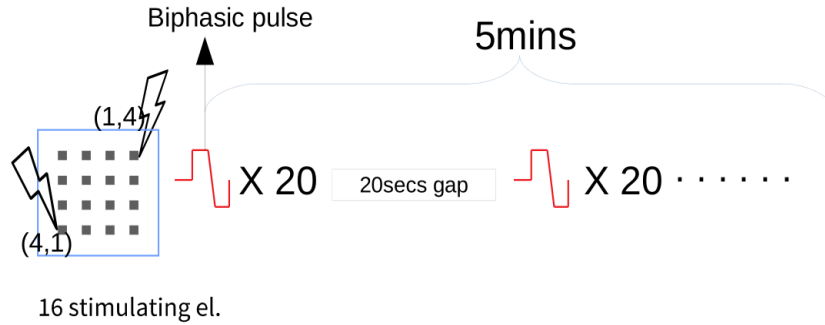 Biphasic pulse
5mins
(1,4)
X 20
20secs gap
X 20 . . . . . .
(4,1)
16 stimulating el.